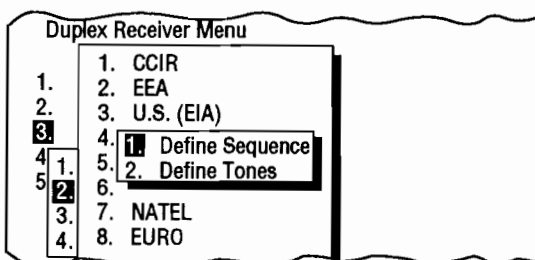 Duplex Receiver Menu
1.
2.
3.
4
5
1.
2.
3.
4.
1. CCIR
2. EEA
3. U.S. (EIA)
4.
5.
6.
7. NATEL
8. EURO
1. Define Sequence
2. Define Tones